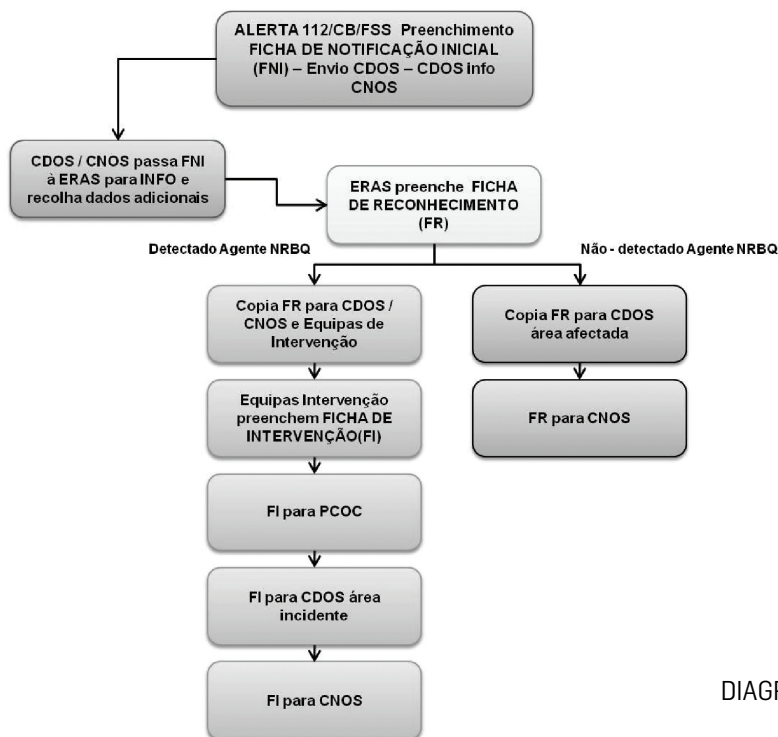 ALERTA 112/CB/FSS Preenchimento
FICHA DE NOTIFICAÇÃO INICIAL
(FNI) – Envio CDOS – CDOS info
CNOS
CDOS / CNOS passa FNI
à ERAS para INFO e
recolha dados adicionais
ERAS preenche FICHA
DE RECONHECIMENTO
(FR)
Detectado Agente NRBQ
Não - detectado Agente NRBQ
Copia FR para CDOS /
CNOS e Equipas de
Intervenção
Copia FR para CDOS
área afectada
Equipas Intervenção
preenchem FICHA DE
INTERVENÇÃO(FI)
FR para CNOS
FI para PCOC
FI para CDOS área
incidente
FI para CNOS